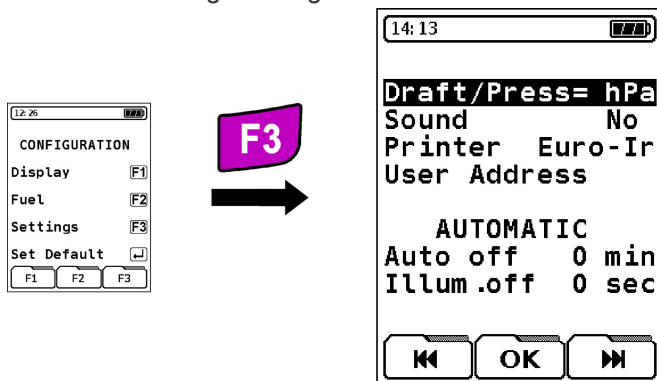 12:26
CONFIGURATION
Display F1
Fuel F2
Settings F3
Set Default
F1 F2 F3
F3
14:13
Draft/Press= hPa
Sound No
Printer Euro-Ir
User Address
AUTOMATIC
Auto off 0 min
Illum.off 0 sec
OK